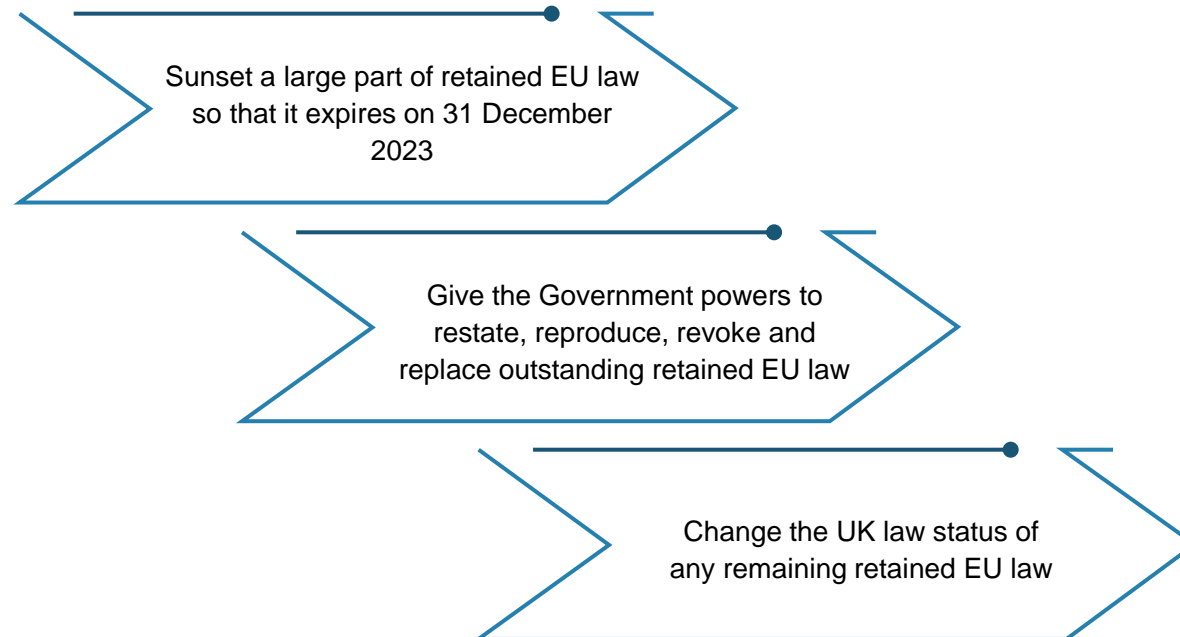 Sunset a large part of retained EU law
so that it expires on 31 December
2023
Give the Government powers to
restate, reproduce, revoke and
replace outstanding retained EU law
Change the UK law status of
any remaining retained EU law